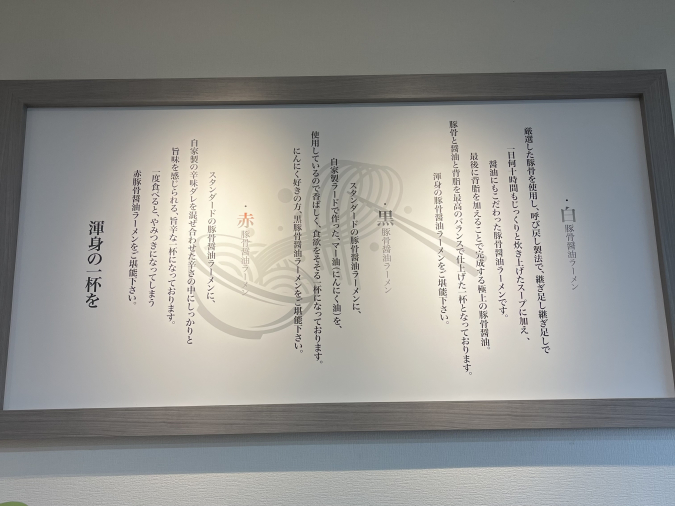 ・白豚骨醤油ラーメン
厳選した豚骨を使用し、呼び戻し製法で、継ぎ足し継ぎ足しで
一日何十時間もじっくりと炊き上げたスープに加え、
醤油にもこだわった豚骨醤油ラーメンです。
最後に背脂を加えることで完成する極上の豚骨醤油。
豚骨と醤油と背脂を最高のバランスで仕上げた一杯となっております。
渾身の豚骨醤油ラーメンをご堪能下さい。
・黒豚骨醤油ラーメン
スタンダードの豚骨醤油ラーメンに、
自家製ラードで作った、マー油(にんにく油)を、
使用しているので香ばしく、食欲をそそる一杯になっております。
にんにく好きの方、黒豚骨醤油ラーメンをご堪能下さい。
・赤豚骨醤油ラーメン
スタンダードの豚骨醤油ラーメンに、
自家製の辛味ダレを混ぜ合わせた辛さの中にしっかりと
旨味を感じられる、旨辛な一杯になっております。
一度食べると、やみつきになってしまう
赤豚骨醤油ラーメンをご堪能下さい。
渾身の一杯を